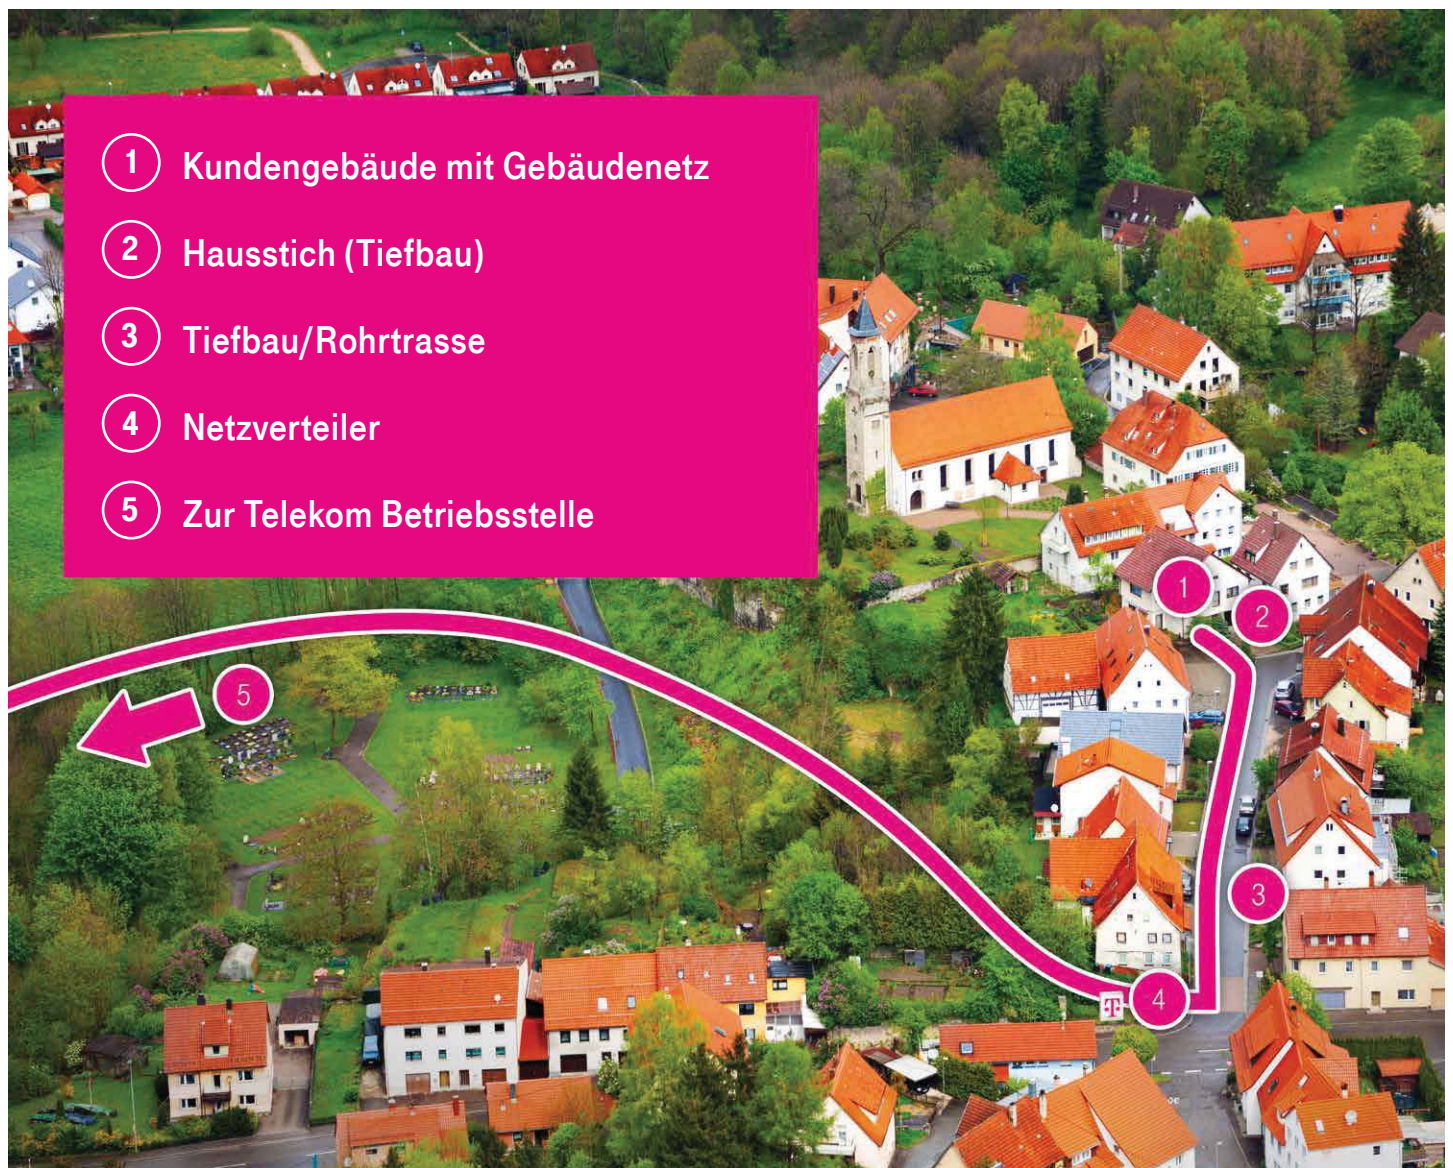 1 Kundengebäude mit Gebäudenetz
2 Hausstich (Tiefbau)
3 Tiefbau/Rohrtrasse
4 Netzverteiler
5 Zur Telekom Betriebsstelle
1
2
5
3
T 4